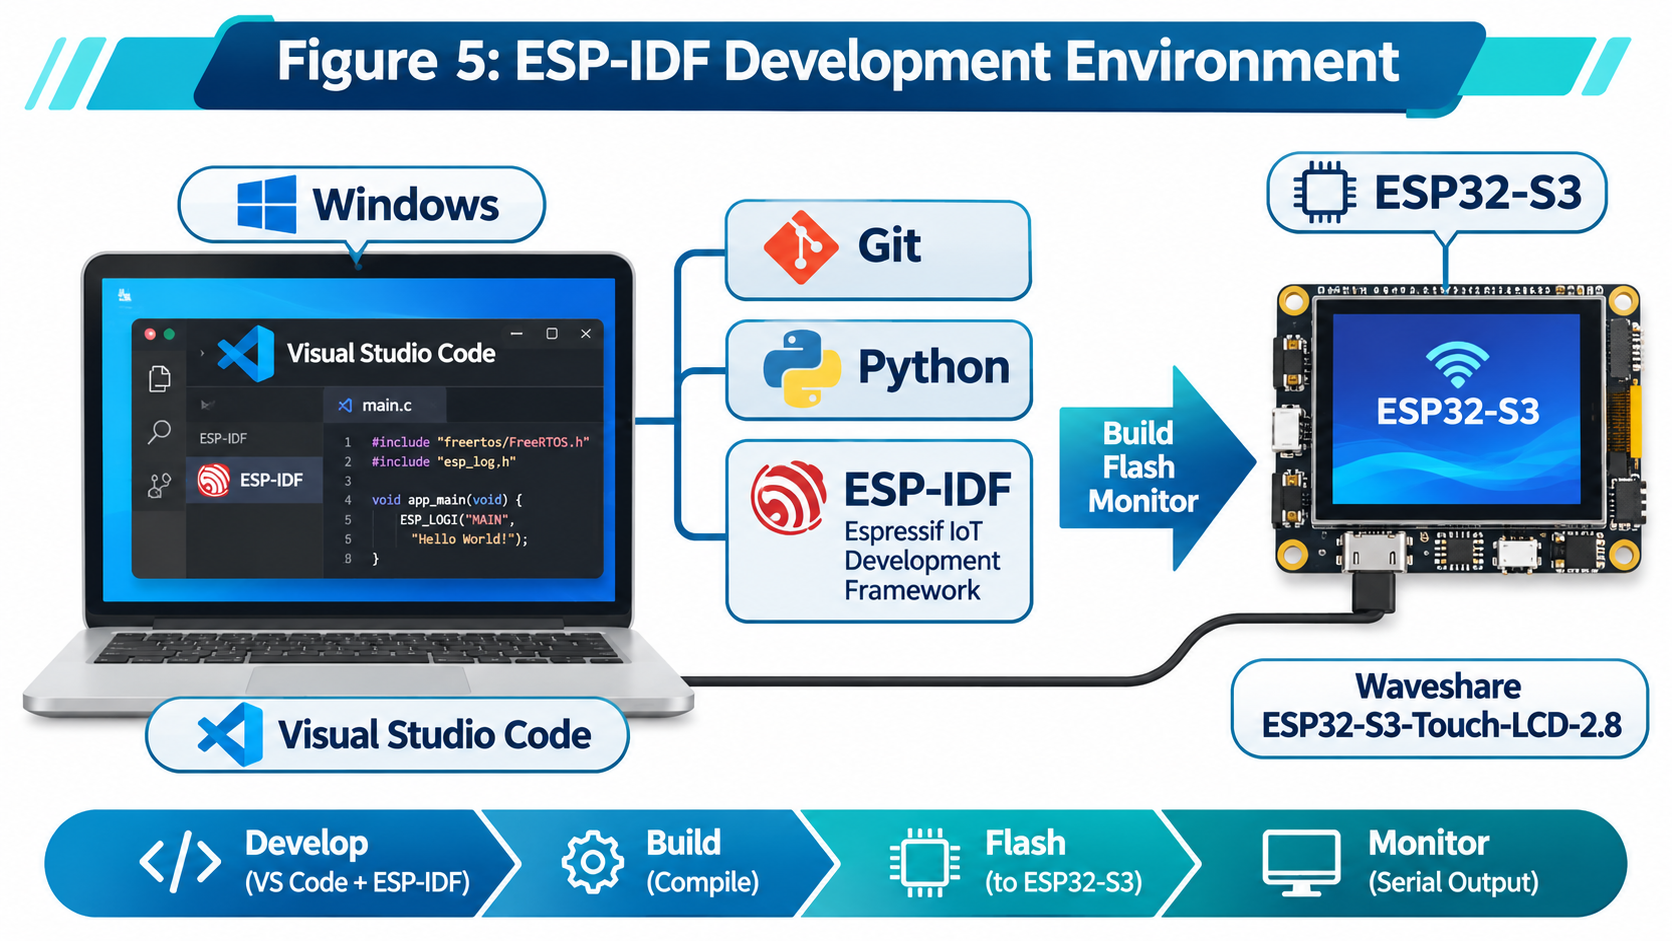 Figure 5: ESP-IDF Development Environment
Windows
Visual Studio Code
main.c
ESP-IDF
ESP-IDF
1 #include "freertos/FreeRTOS.h"
2 #include "esp_log,h"
3
4 void app_main(void) {
5 ESP_LOGI("MAIN",
5 "Hello World!");
8 }
Visual Studio Code
Git
Python
ESP-IDF
Espressif IoT
Development
Framework
Build
Flash
Monitor
ESP32-S3
ESP32-S3
Waveshare
ESP32-S3-Touch-LCD-2.8
Develop
(VS Code + ESP-IDF)
Build
(Compile)
Flash
(to ESP32-S3)
Monitor
(Serial Output)